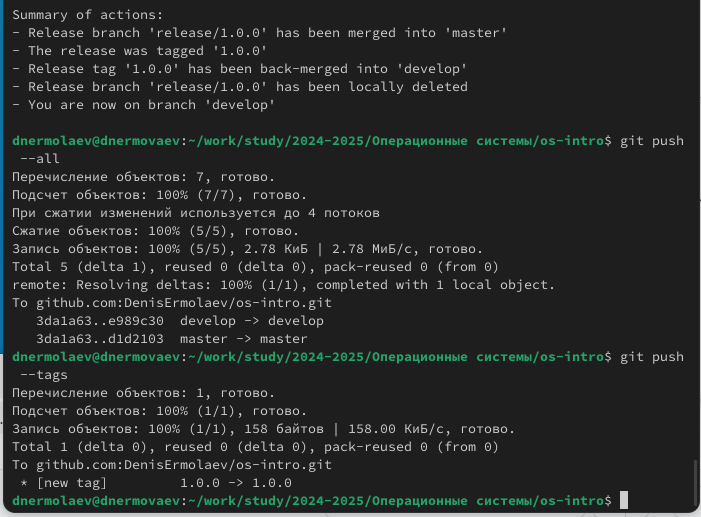 Summary of actions:
- Release branch 'release/1.0.0' has been merged into 'master'
- The release was tagged '1.0.0'
- Release tag '1.0.0' has been back-merged into 'develop'
- Release branch 'release/1.0.0' has been locally deleted
- You are now on branch 'develop'
dnermolaev@dnermovaev:~/work/study/2024-2025/Операционные системы/os-intro$ git push
--all
Перечисление объектов: 7, готово.
Подсчет объектов: 100% (7/7), готово.
При сжатии изменений используется до 4 потоков
Сжатие объектов: 100% (5/5), готово.
Запись объектов: 100% (5/5), 2.78 КиБ | 2.78 МиБ/с, готово.
Total 5 (delta 1), reused 0 (delta 0), pack-reused 0 (from 0)
remote: Resolving deltas: 100% (1/1), completed with 1 local object.
To github.com:DenisErmolaev/os-intro.git
3da1a63..e989c30  develop -> develop
3da1a63..d1d2103  master -> master
dnermolaev@dnermovaev:~/work/study/2024-2025/Операционные системы/os-intro$ git push
--tags
Перечисление объектов: 1, готово.
Подсчет объектов: 100% (1/1), готово.
Запись объектов: 100% (1/1), 158 байтов | 158.00 КиБ/с, готово.
Total 1 (delta 0), reused 0 (delta 0), pack-reused 0 (from 0)
To github.com:DenisErmolaev/os-intro.git
* [new tag]         1.0.0 -> 1.0.0
dnermolaev@dnermovaev:~/work/study/2024-2025/Операционные системы/os-intro$